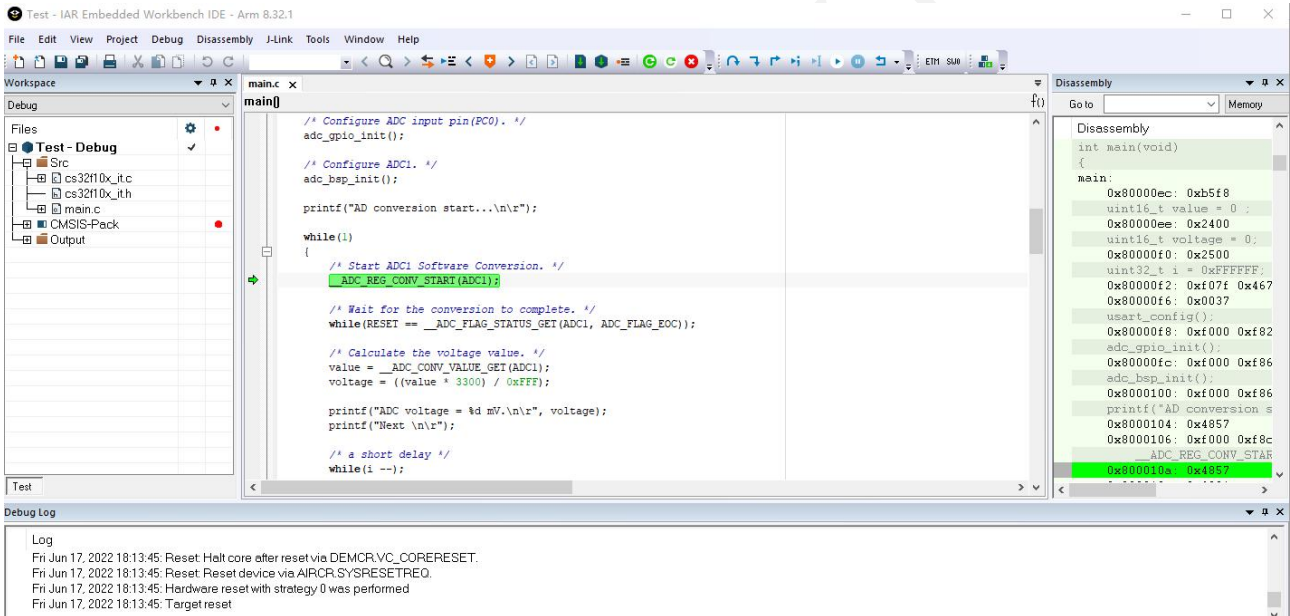 Test - IAR Embedded Workbench IDE - Arm 8.32.1
File Edit View Project Debug Disassembly J-Link Tools Window Help
ETM SWO
Workspace
Debug
Files
Test - Debug
Src
cs32f10x_it.c
cs32f10x_it.h
main.c
CMSIS-Pack
Output
Test
main.c x
main()
f()
/* Configure ADC input pin(PC0). */
adc_gpio_init();
/* Configure ADC1. */
adc_bsp_init();
printf("AD conversion start...\n\r");
while(1)
{
/* Start ADC1 Software Conversion. */
__ADC_REG_CONV_START(ADC1);
/* Wait for the conversion to complete. */
while(RESET == __ADC_FLAG_STATUS_GET(ADC1, ADC_FLAG_EOC));
/* Calculate the voltage value. */
value = __ADC_CONV_VALUE_GET(ADC1);
voltage = ((value * 3300) / 0xFFF);
printf("ADC voltage = %d mV.\n\r", voltage);
printf("Next \n\r");
/* a short delay */
while(i --);
Disassembly
Go to Memory
Disassembly
int main(void)
{
main:
0x80000ec: 0xb5f8
uint16_t value = 0 ;
0x80000ee: 0x2400
uint16_t voltage = 0;
0x80000f0: 0x2500
uint32_t i = 0xFFFFFF;
0x80000f2: 0xf07f 0x467
0x80000f6: 0x0037
usart_config();
0x80000f8: 0xf000 0xf82
adc_gpio_init();
0x80000fc: 0xf000 0xf86
adc_bsp_init();
0x8000100: 0xf000 0xf86
printf("AD conversion s
0x8000104: 0x4857
0x8000106: 0xf000 0xf8c
__ADC_REG_CONV_STAR
0x800010a: 0x4857
Debug Log
Log
Fri Jun 17, 2022 18:13:45: Reset: Halt core after reset via DEMCR.VC_CORERESET.
Fri Jun 17, 2022 18:13:45: Reset: Reset device via AIRCR.SYSRESETREQ.
Fri Jun 17, 2022 18:13:45: Hardware reset with strategy 0 was performed
Fri Jun 17, 2022 18:13:45: Target reset